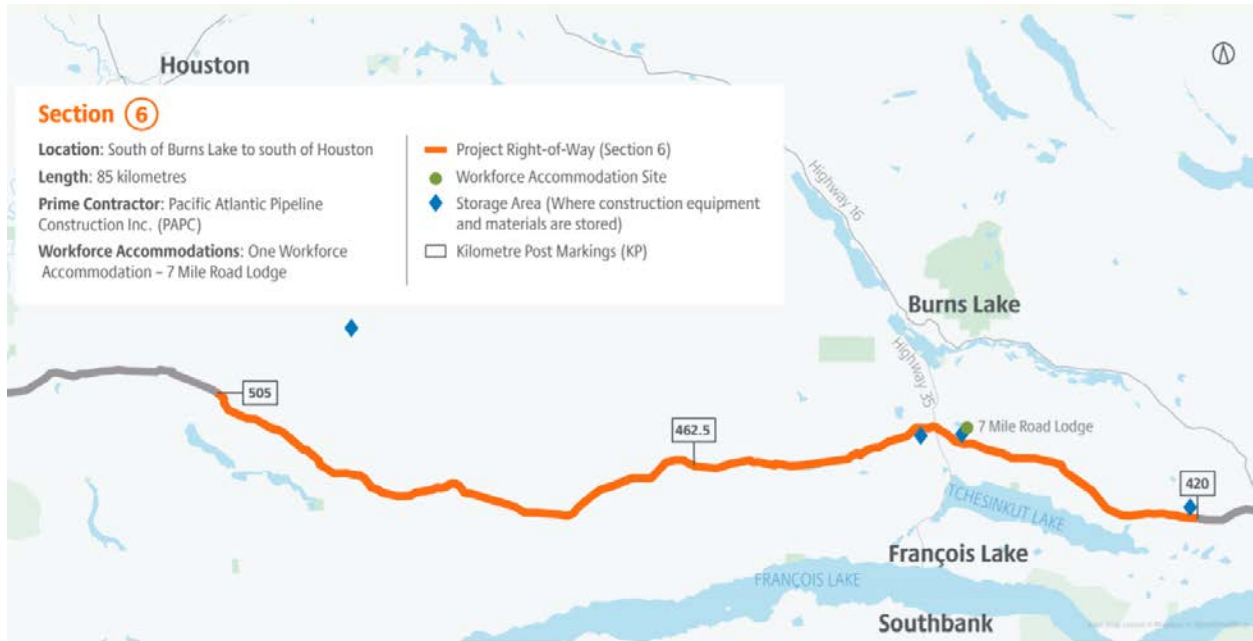 Houston
Section 6
Location: South of Burns Lake to south of Houston
Length: 85 kilometres
Prime Contractor: Pacific Atlantic Pipeline
Construction Inc. (PAPC)
Workforce Accommodations: One Workforce
Accommodation – 7 Mile Road Lodge
Project Right-of-Way (Section 6)
Workforce Accommodation Site
Storage Area (Where construction equipment
and materials are stored)
Kilometre Post Markings (KP)
Highway 16
Burns Lake
Highway 35
505
462.5
7 Mile Road Lodge
420
TCHESINKUT LAKE
François Lake
FRANÇOIS LAKE
Southbank